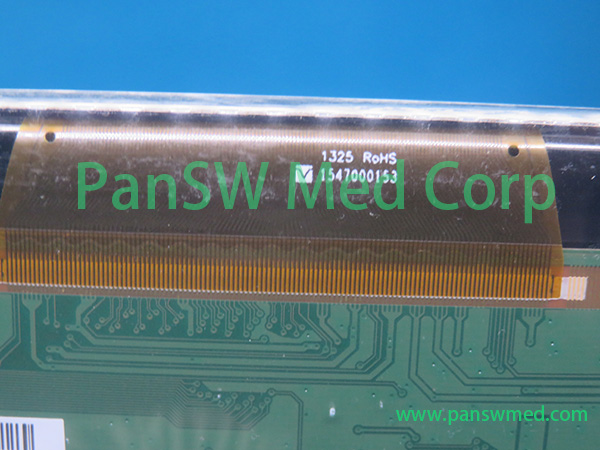 1325 RoHS
1547000153
PanSW Med Corp
www.panswmed.com